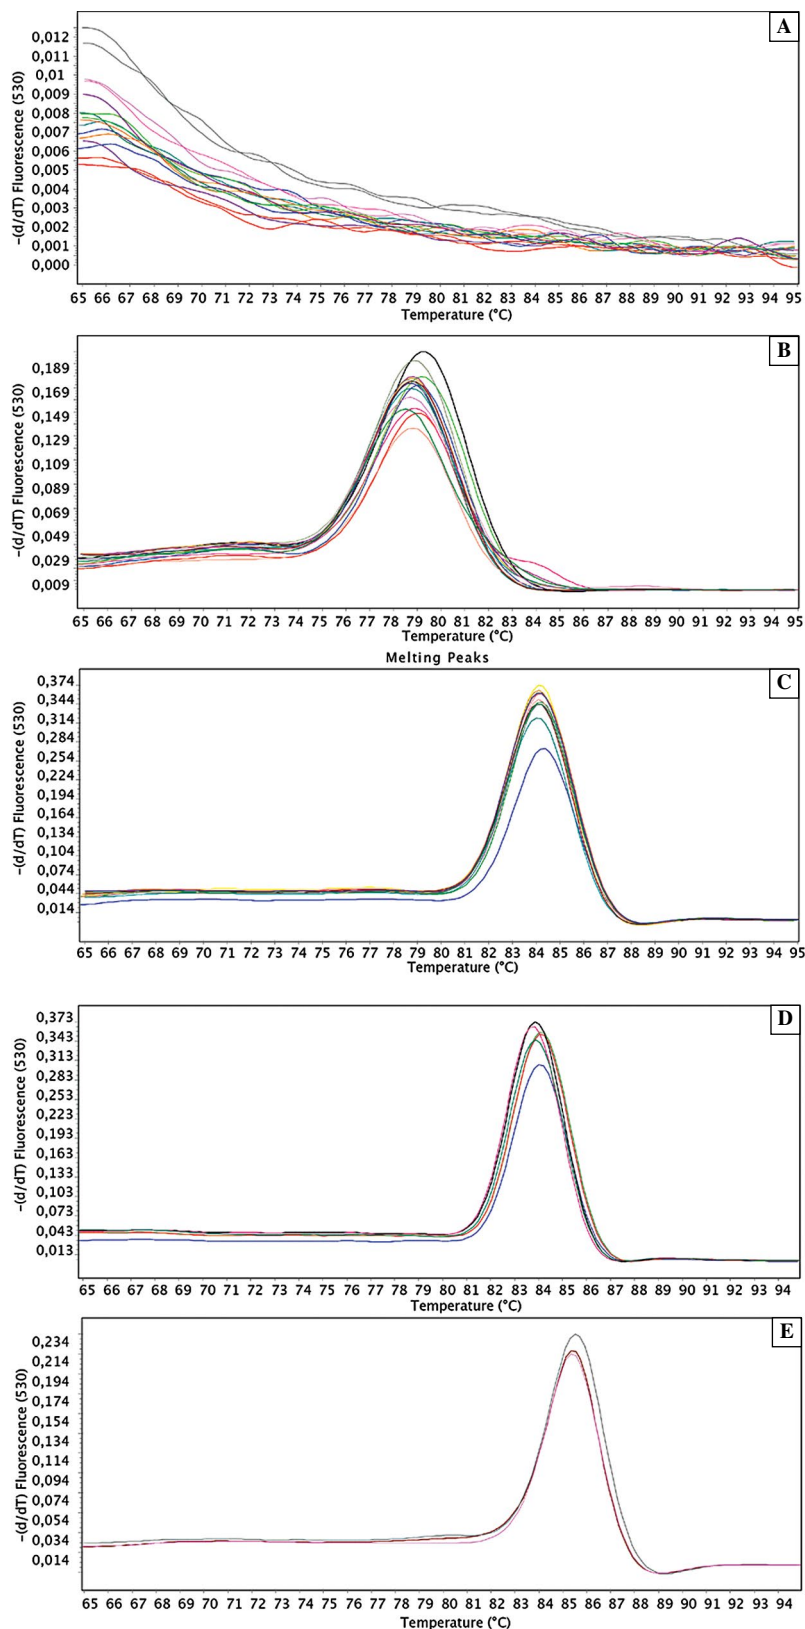 A
−(d/dT) Fluorescence (530)
0,012
0,011
0,01
0,009
0,008
0,007
0,006
0,005
0,004
0,003
0,002
0,001
0,000
65 66 67 68 69 70 71 72 73 74 75 76 77 78 79 80 81 82 83 84 85 86 87 88 89 90 91 92 93 94 95
Temperature (°C)
B
−(d/dT) Fluorescence (530)
0,189
0,169
0,149
0,129
0,109
0,089
0,069
0,049
0,029
0,009
65 66 67 68 69 70 71 72 73 74 75 76 77 78 79 80 81 82 83 84 85 86 87 88 89 90 91 92 93 94 95
Temperature (°C)
Melting Peaks
C
−(d/dT) Fluorescence (530)
0,374
0,344
0,314
0,284
0,254
0,224
0,194
0,164
0,134
0,104
0,074
0,044
0,014
65 66 67 68 69 70 71 72 73 74 75 76 77 78 79 80 81 82 83 84 85 86 87 88 89 90 91 92 93 94 95
Temperature (°C)
D
−(d/dT) Fluorescence (530)
0,373
0,343
0,313
0,283
0,253
0,223
0,193
0,163
0,133
0,103
0,073
0,043
0,013
65 66 67 68 69 70 71 72 73 74 75 76 77 78 79 80 81 82 83 84 85 86 87 88 89 90 91 92 93 94
Temperature (°C)
E
−(d/dT) Fluorescence (530)
0,234
0,214
0,194
0,174
0,154
0,134
0,114
0,094
0,074
0,054
0,034
0,014
65 66 67 68 69 70 71 72 73 74 75 76 77 78 79 80 81 82 83 84 85 86 87 88 89 90 91 92 93 94
Temperature (°C)